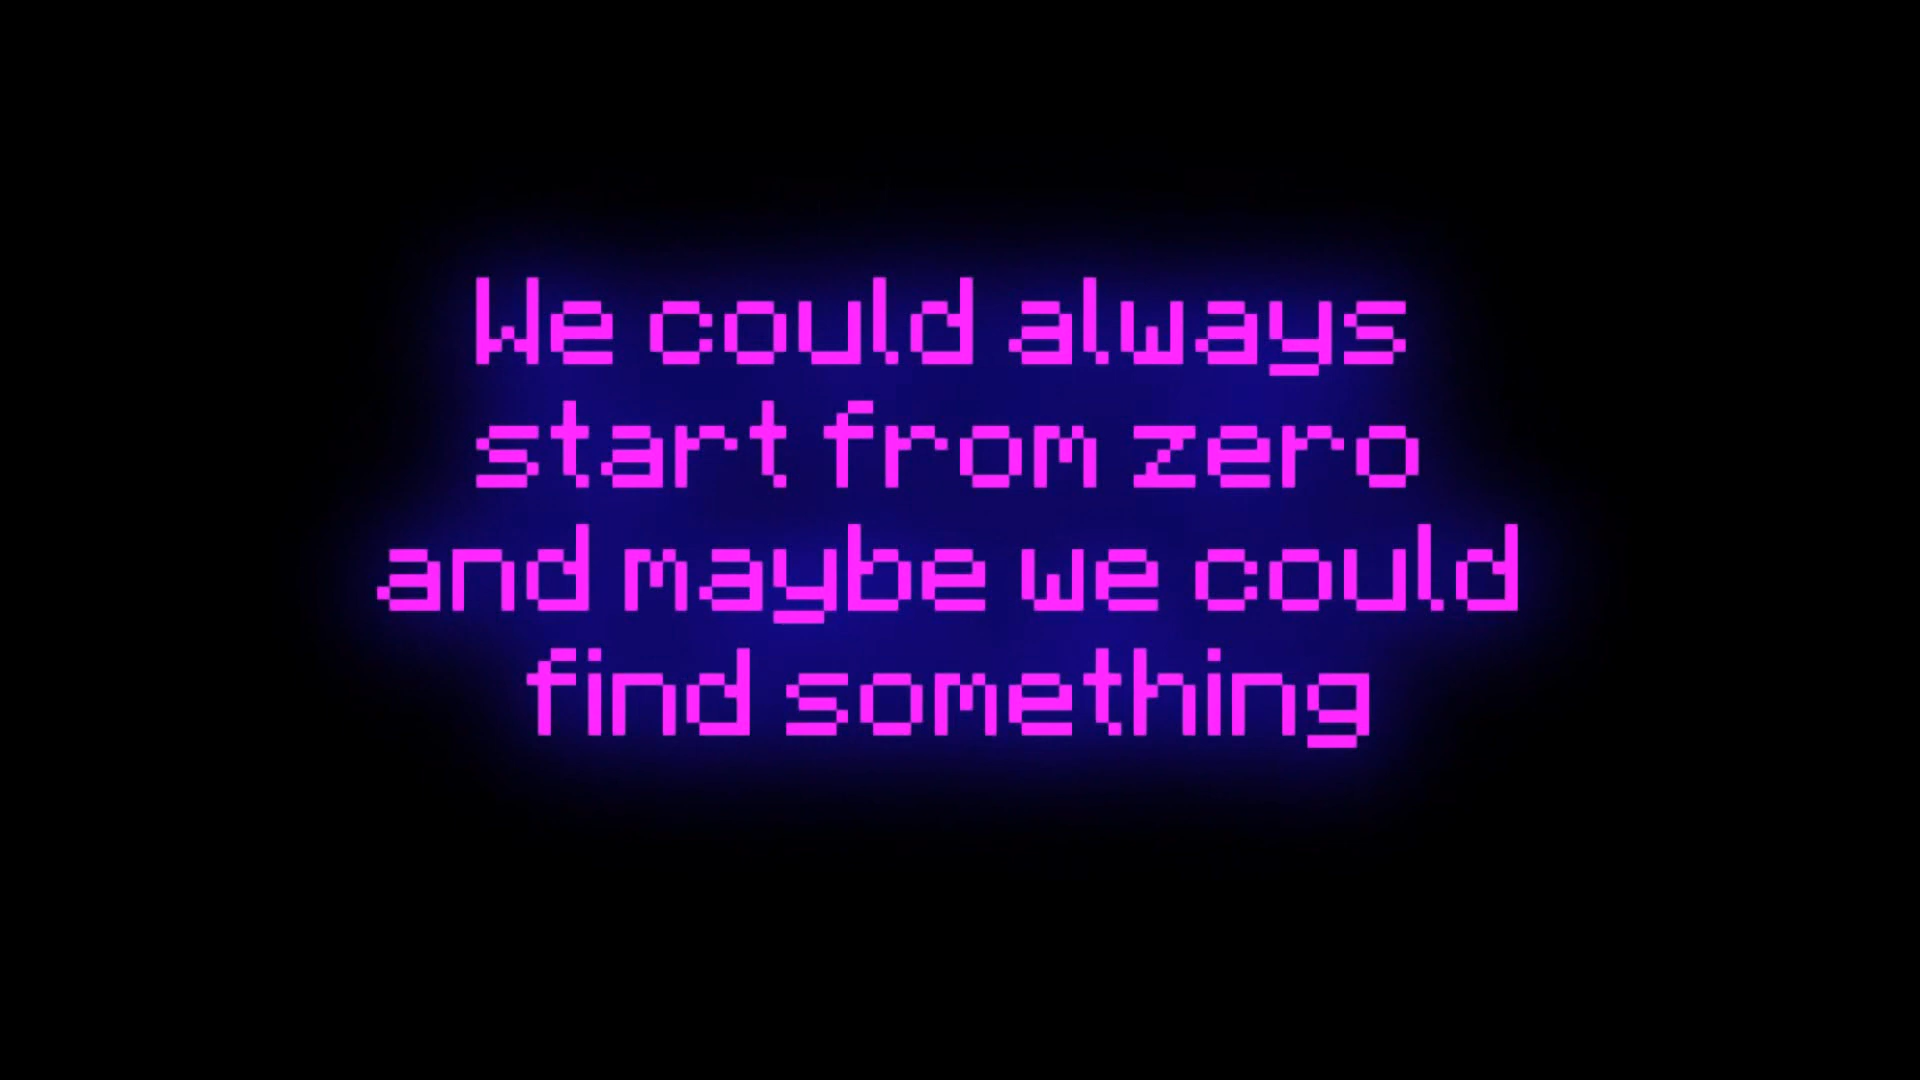 We could always
start from zero
and maybe we could
find something